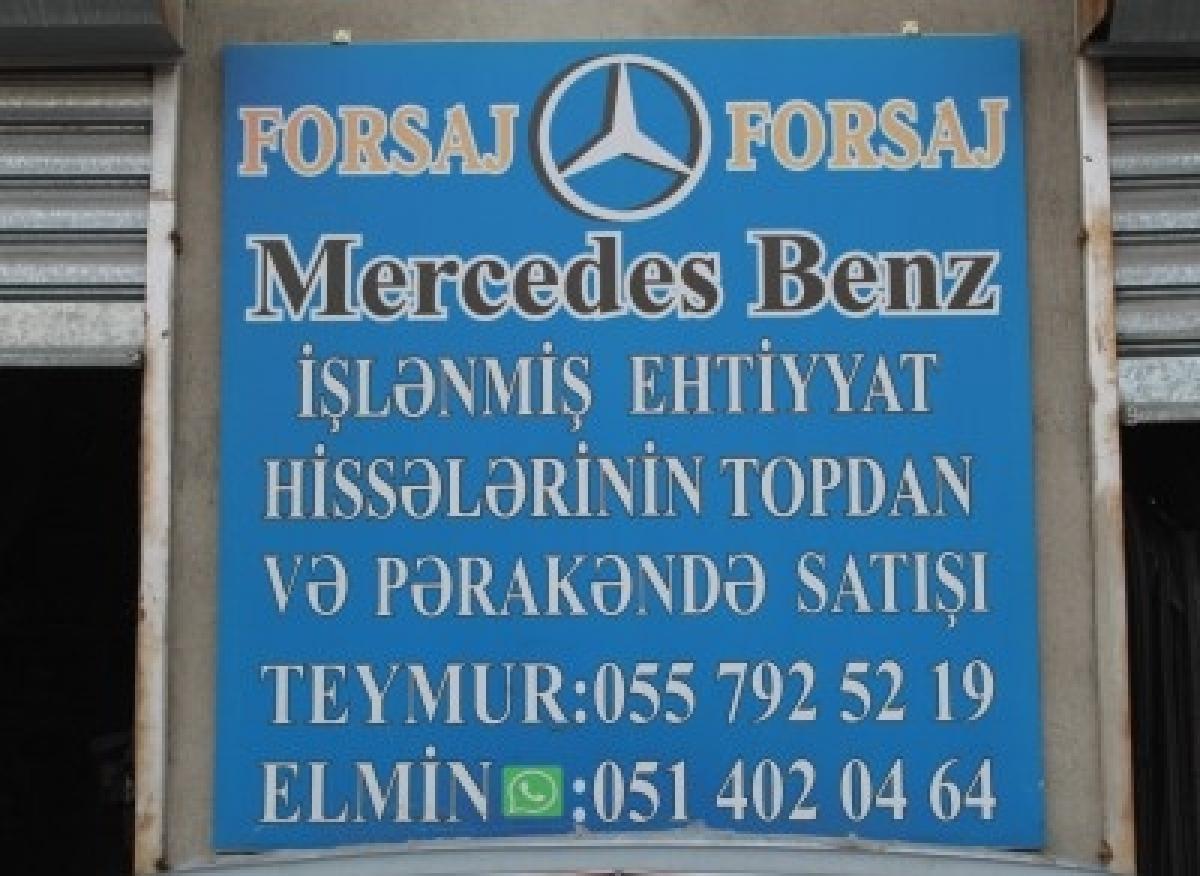 FORSAJ FORSAJ
Mercedes Benz
İŞLƏNMİŞ EHTİYYAT
HİSSƏLƏRİNİN TOPDAN
VƏ PƏRAKƏNDƏ SATIŞI
TEYMUR:055 792 52 19
ELMİN :051 402 04 64